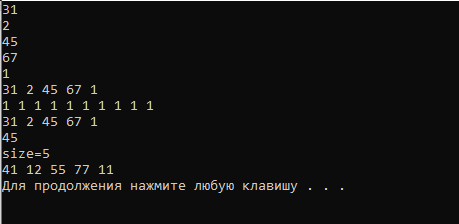 31
2
45
67
1
31 2 45 67 1
1 1 1 1 1 1 1 1 1 1
31 2 45 67 1
45
size=5
41 12 55 77 11
Для продолжения нажмите любую клавишу . . .